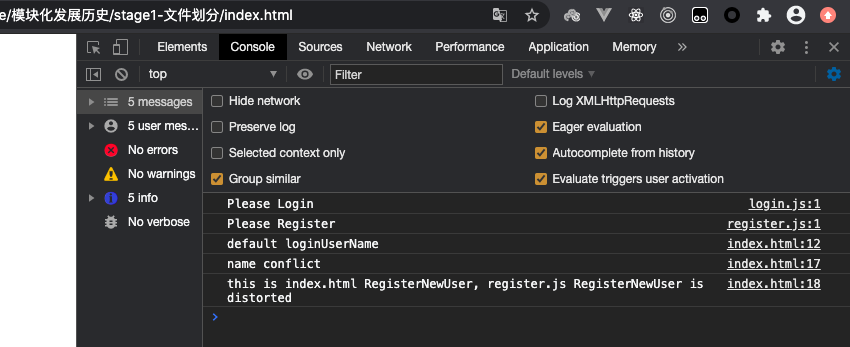 e/模块化发展历史/stage1-文件划分/index.html
Elements Console Sources Network Performance Application Memory »
top Filter Default levels
5 messages
5 user mes...
No errors
No warnings
5 info
No verbose
Hide network Log XMLHttpRequests
Preserve log Eager evaluation
Selected context only Autocomplete from history
Group similar Evaluate triggers user activation
Please Login login.js:1
Please Register register.js:1
default loginUserName index.html:12
name conflict index.html:17
this is index.html RegisterNewUser, register.js RegisterNewUser is index.html:18
distorted